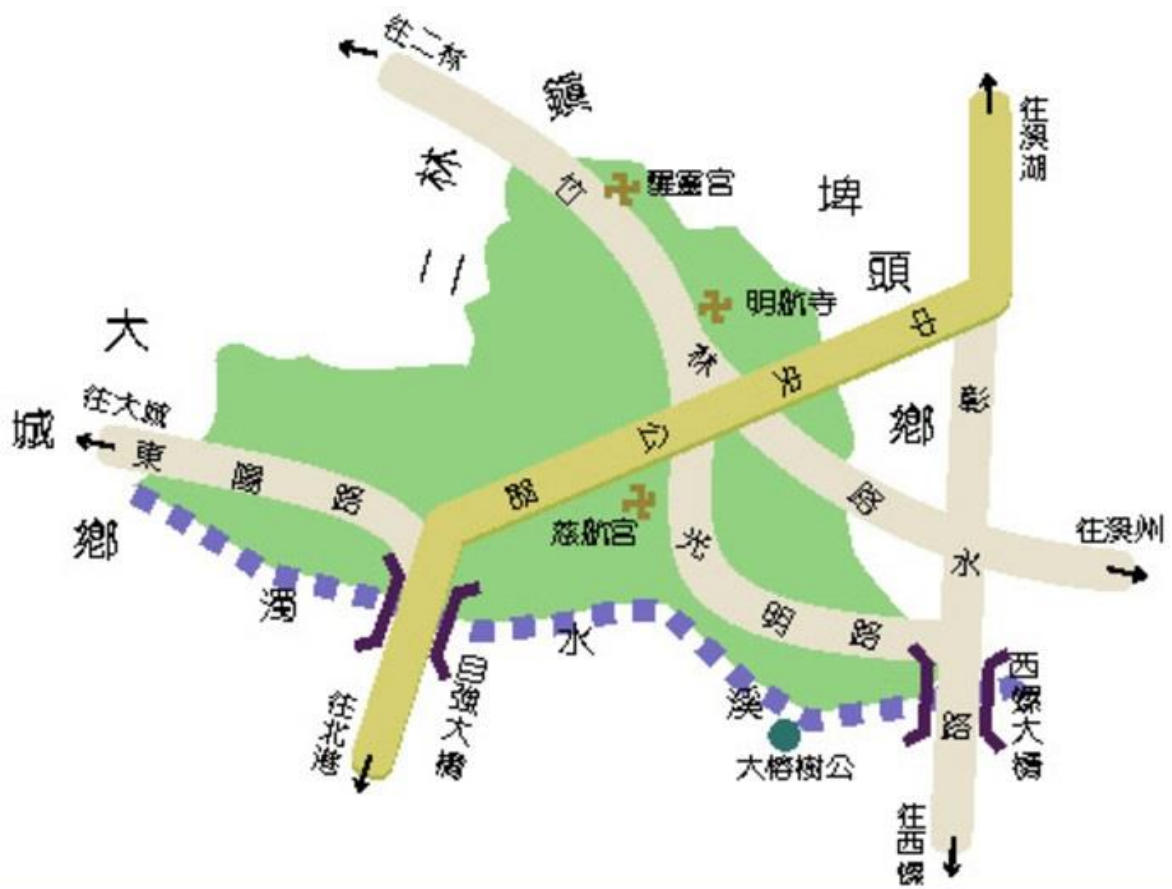 往二林
二林鎮
羅靈宮
往溪湖
埤頭鄉
明航寺
大城鄉
往大城
竹林路
中央公路
彰水路
東陽路
慈航宮
光明路
往溪州
濁水溪
自強大橋
往北港
西螺大橋
大榕樹公
往西螺